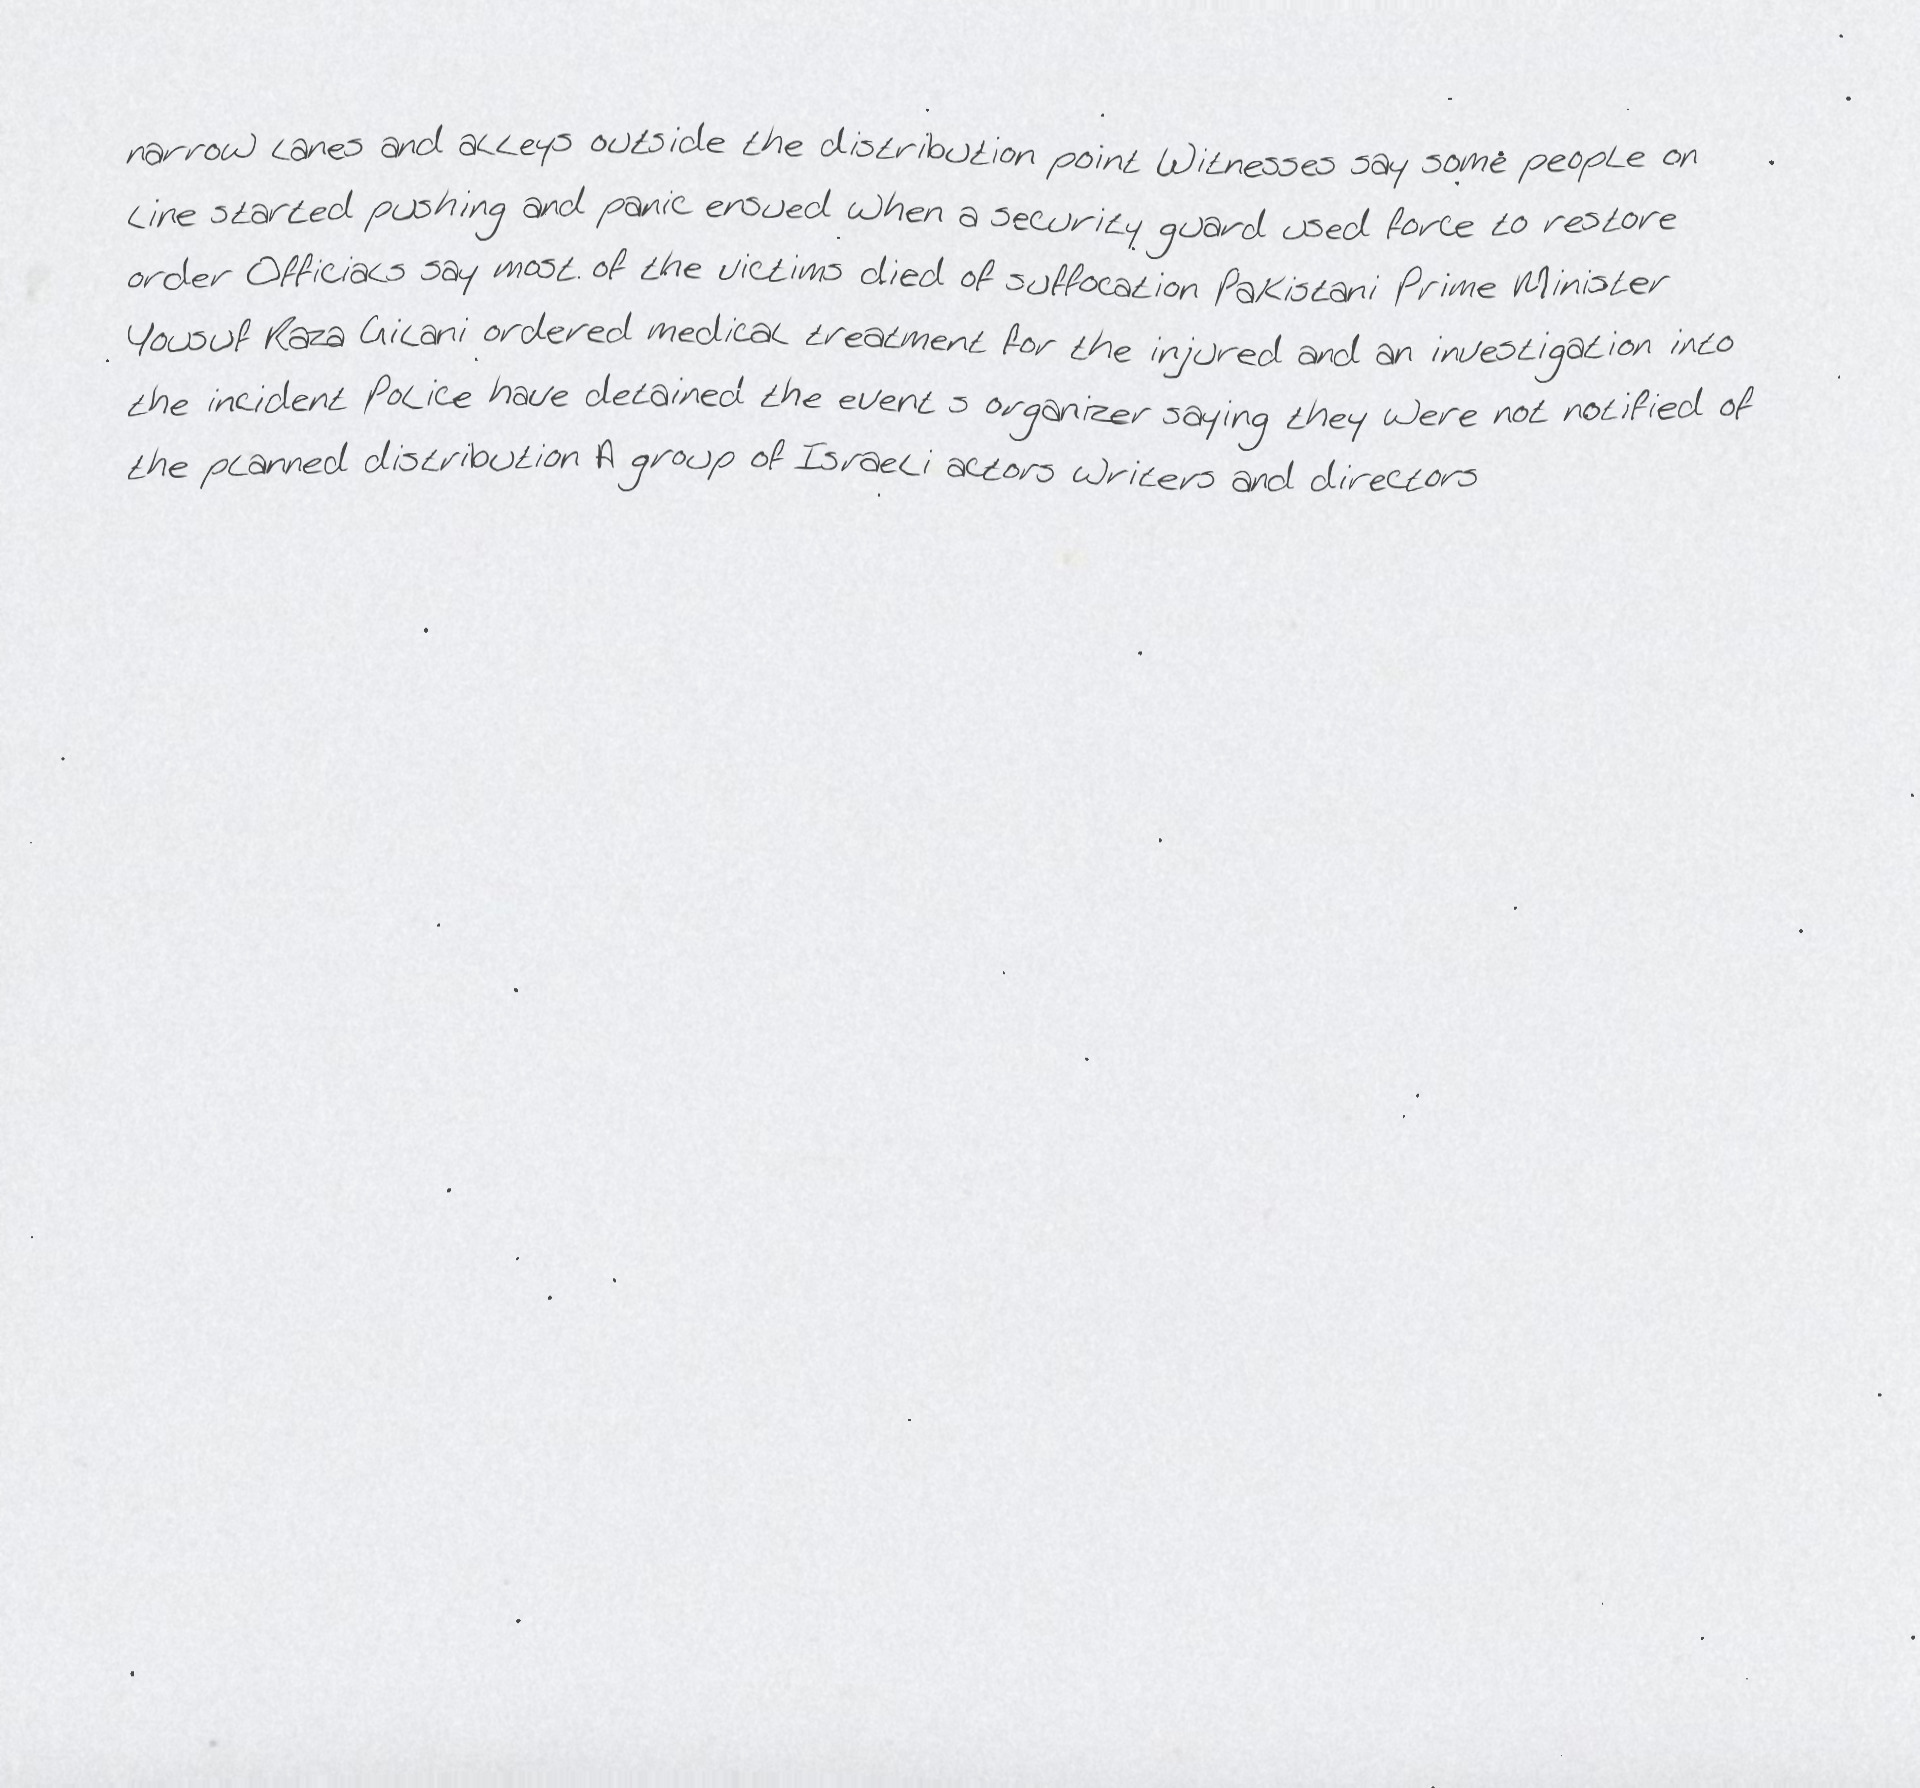 narrow lanes and alleys outside the distribution point Witnesses say some people on
line started pushing and panic ensued when a security guard used force to restore
order Officials say most of the victims died of suffocation Pakistani Prime Minister
Yousuf Raza Gilani ordered medical treatment for the injured and an investigation into
the incident Police have detained the event s organizer saying they were not notified of
the planned distribution A group of Israeli actors writers and directors